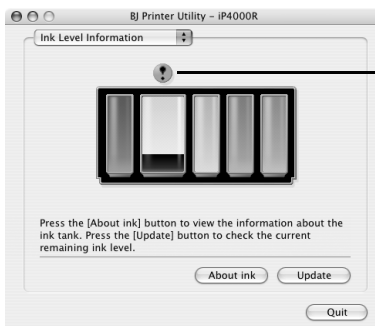 BJ Printer Utility – iP4000R
Ink Level Information
!
Press the [About ink] button to view the information about the
ink tank. Press the [Update] button to check the current
remaining ink level.
About ink Update
Quit